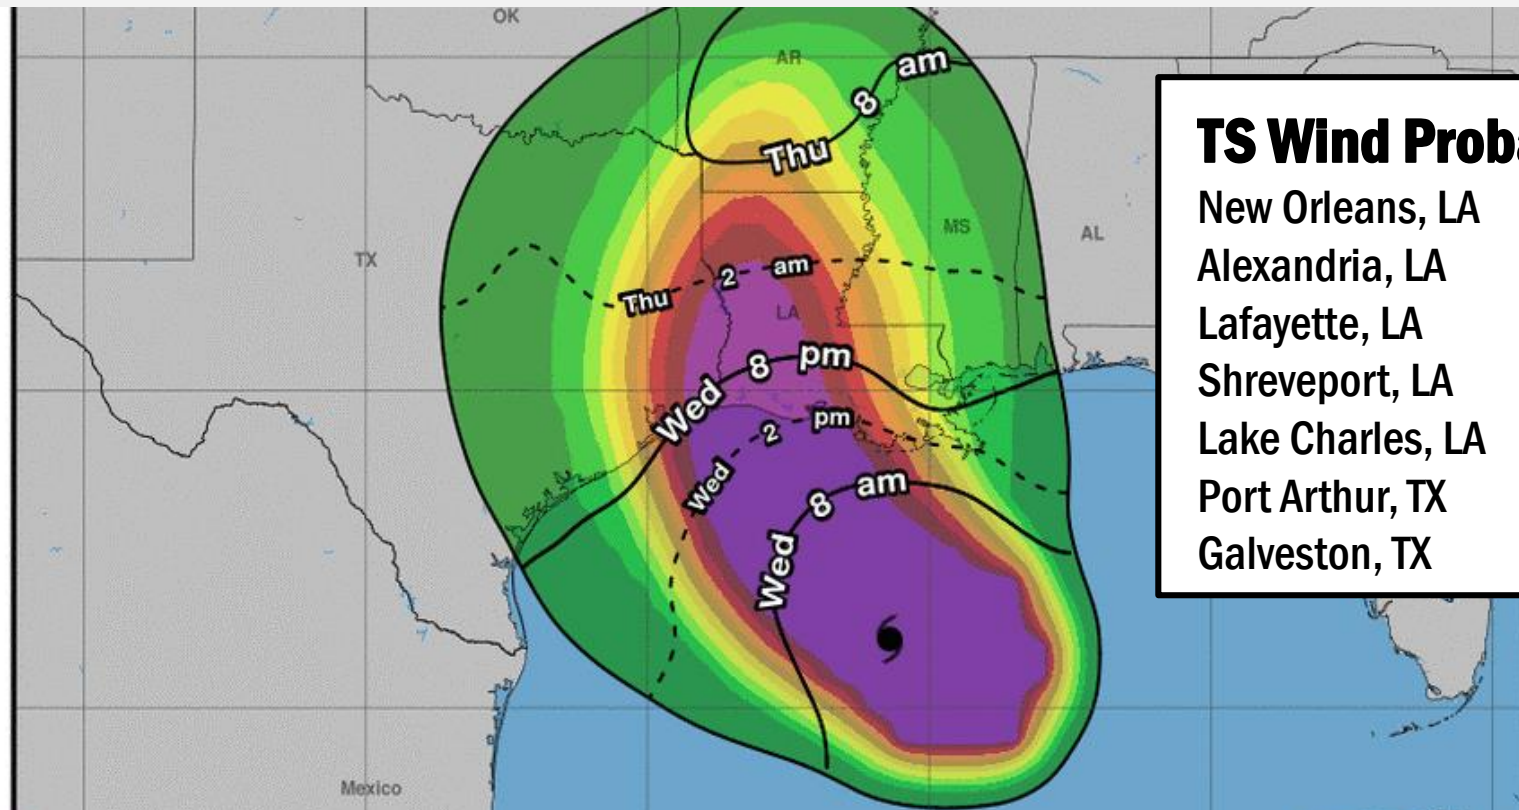 OK
AR
am
8
Thu
MS
AL
TX
2 am
Thu
LA
8 pm
Wed
2 pm
Wed
8 am
Wed
Mexico
TS Wind
New Orleans, LA
Alexandria, LA
Lafayette, LA
Shreveport, LA
Lake Charles, LA
Port Arthur, TX
Galveston, TX